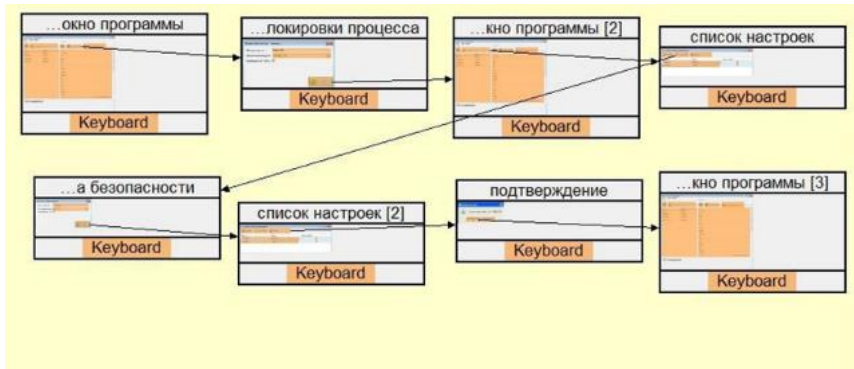 ...окно программы
...локировки процесса
...кно программы [2]
список настроек
Keyboard
Keyboard
Keyboard
Keyboard
...а безопасности
список настроек [2]
подтверждение
...кно программы [3]
Keyboard
Keyboard
Keyboard
Keyboard